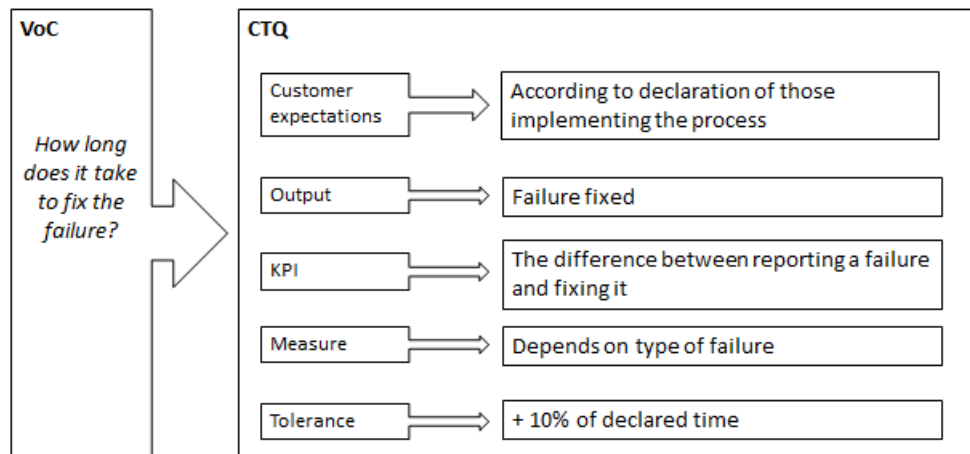 VoC
How long
does it take
to fix the
failure?
CTQ
Customer
expectations
According to declaration of those
implementing the process
Output
Failure fixed
KPI
The difference between reporting a failure
and fixing it
Measure
Depends on type of failure
Tolerance
+ 10% of declared time